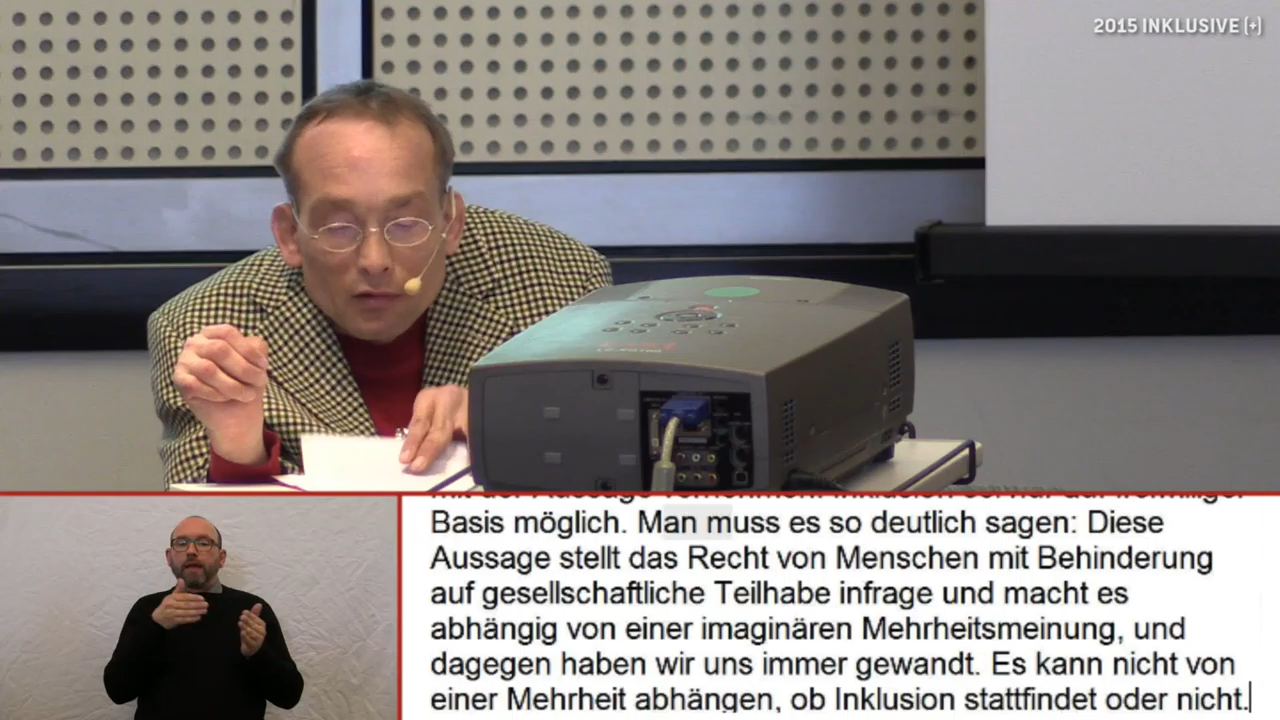 2015 INKLUSIVE [+]
Basis möglich. Man muss es so deutlich sagen: Diese
Aussage stellt das Recht von Menschen mit Behinderung
auf gesellschaftliche Teilhabe infrage und macht es
abhängig von einer imaginären Mehrheitsmeinung, und
dagegen haben wir uns immer gewandt. Es kann nicht von
einer Mehrheit abhängen, ob Inklusion stattfindet oder nicht.